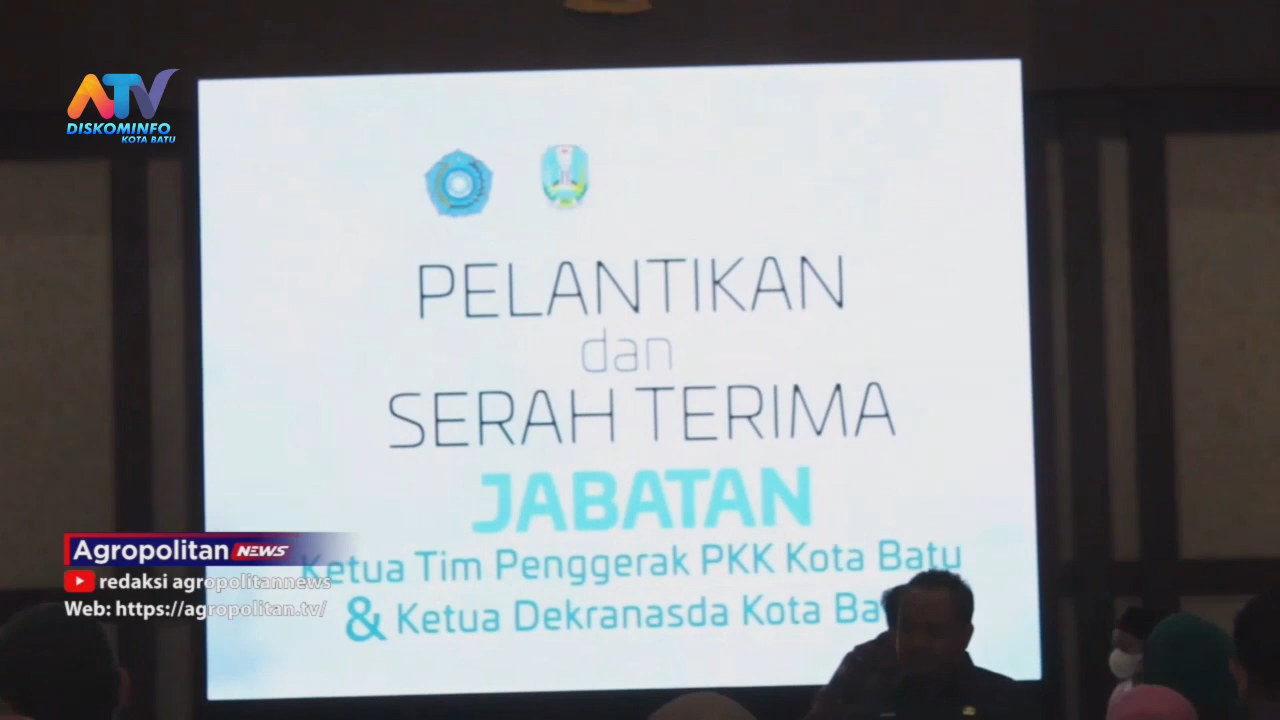 ATV
DISKOMINFO
KOTA BATU
PELANTIKAN
dan
SERAH TERIMA
JABATAN
Ketua Tim Penggerak PKK Kota Batu
& Ketua Dekranasda Kota Ba
Agropolitan NEWS
redaksi agropolitannews
Web: https://agropolitan.tv/